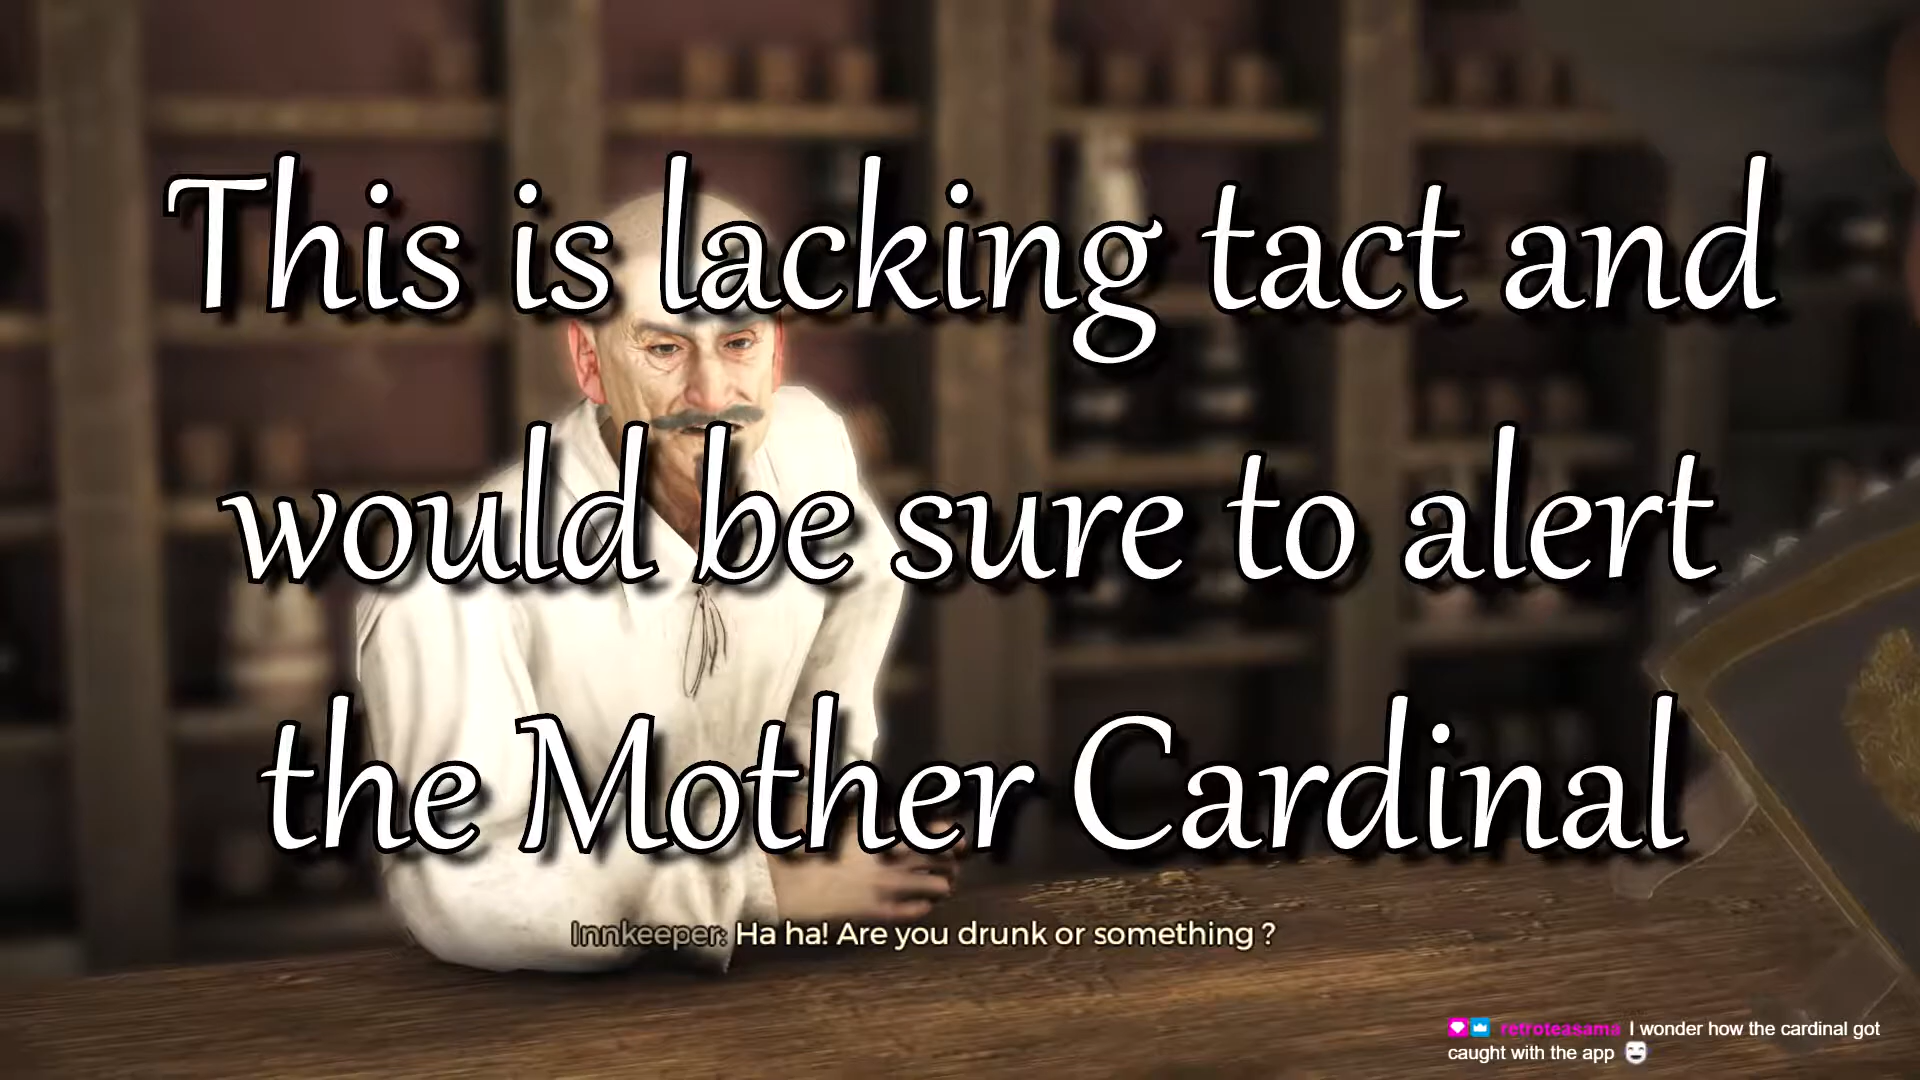 This is lacking tact and
would be sure to alert
the Mother Cardinal
Innkeeper: Ha ha! Are you drunk or something ?
retroteasama I wonder how the cardinal got
caught with the app